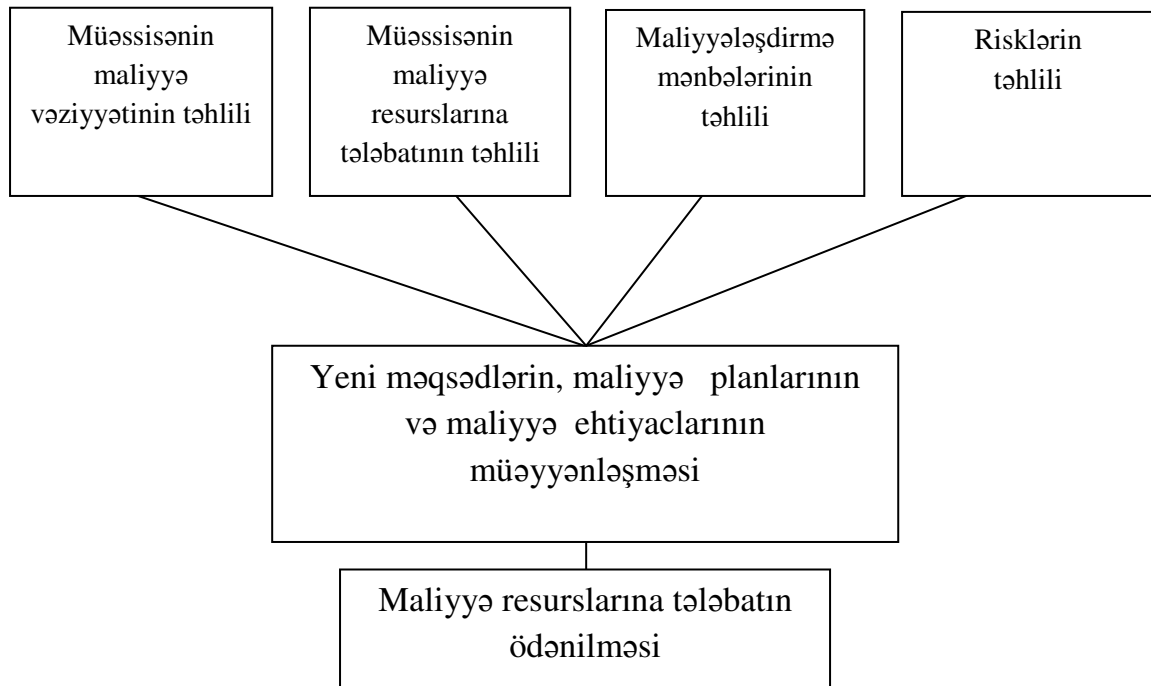 Müəssisənin
maliyyə
vəziyyətinin təhlili
Müəssisənin
maliyyə
resurslarına
tələbatının təhlili
Maliyyələşdirmə
mənbələrinin
təhlili
Risklərin
təhlili
Yeni məqsədlərin, maliyyə planlarının
və maliyyə ehtiyaclarının
müəyyənləşməsi
Maliyyə resurslarına tələbatın
ödənilməsi